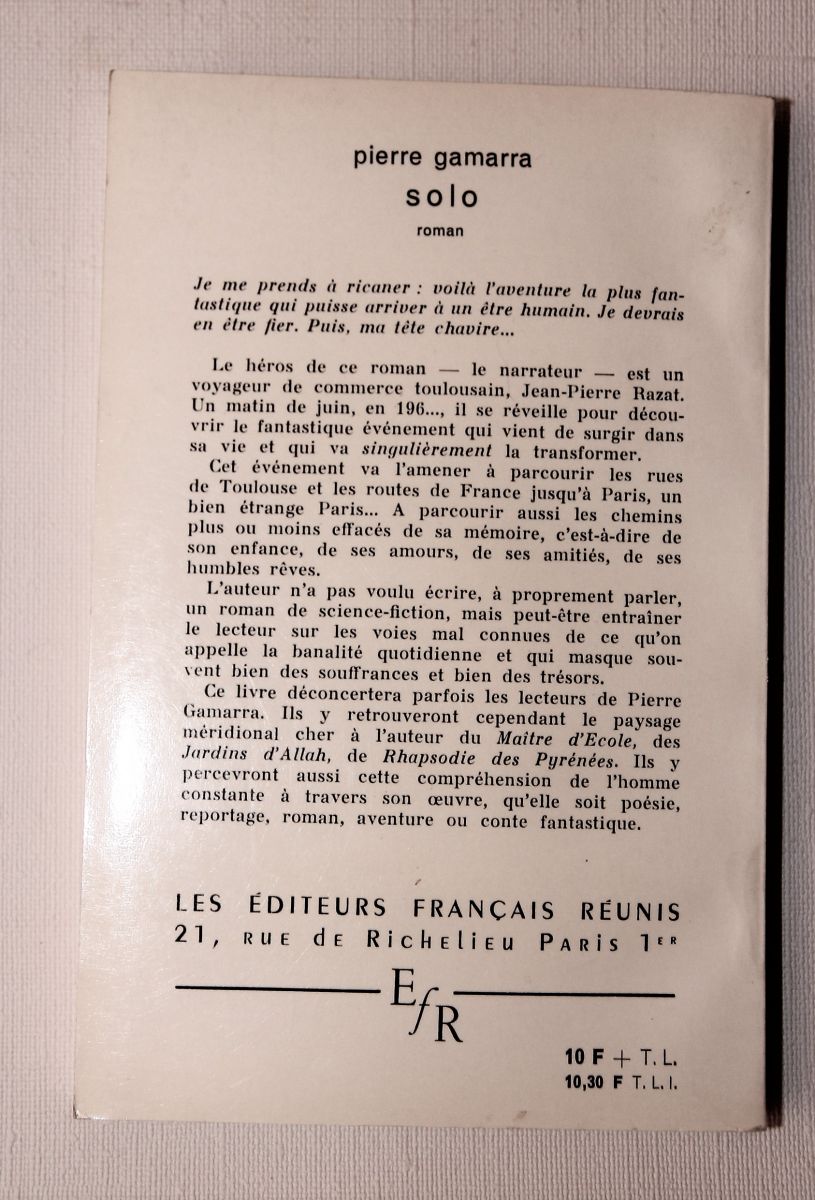 pierre gamarra
solo
roman
Je me prends à ricaner : voilà l'aventure la plus fan-
tastique qui puisse arriver à un être humain. Je devrais
en être fier. Puis, ma tête chavire...
Le héros de ce roman — le narrateur — est un
voyageur de commerce toulousain, Jean-Pierre Razat.
Un matin de juin, en 196..., il se réveille pour décou-
vrir le fantastique événement qui vient de surgir dans
sa vie et qui va singulièrement la transformer.
Cet événement va l'amener à parcourir les rues
de Toulouse et les routes de France jusqu'à Paris, un
bien étrange Paris... A parcourir aussi les chemins
plus ou moins effacés de sa mémoire, c'est-à-dire de
son enfance, de ses amours, de ses amitiés, de ses
humbles rêves.
L'auteur n'a pas voulu écrire, à proprement parler,
un roman de science-fiction, mais peut-être entraîner
le lecteur sur les voies mal connues de ce qu'on
appelle la banalité quotidienne et qui masque sou-
vent bien des souffrances et bien des trésors.
Ce livre déconcertera parfois les lecteurs de Pierre
Gamarra. Ils y retrouveront cependant le paysage
méridional cher à l'auteur du Maître d'Ecole, des
Jardins d'Allah, de Rhapsodie des Pyrénées. Ils y
percevront aussi cette compréhension de l'homme
constante à travers son œuvre, qu'elle soit poésie,
reportage, roman, aventure ou conte fantastique.
LES ÉDITEURS FRANÇAIS RÉUNIS
21, RUE dE RicHElIEU PARIS 1ER
EfR
10 F + T. L.
10,30 F T. L. I.